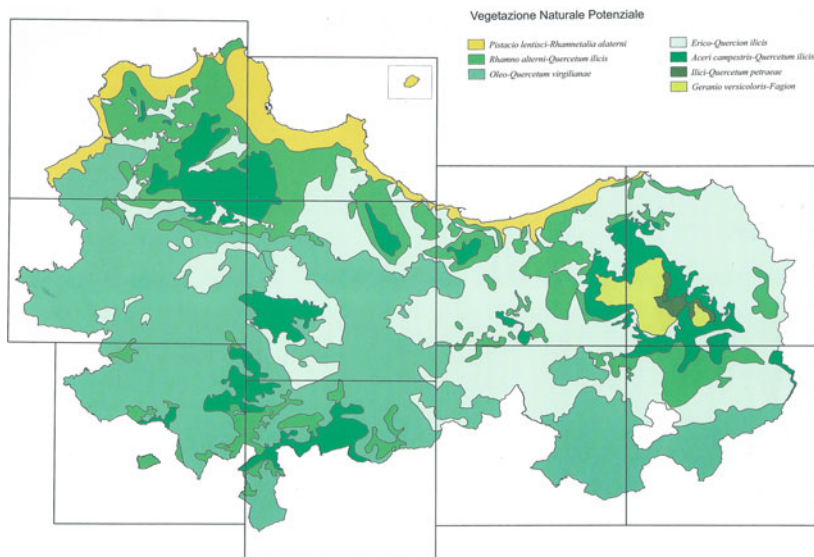 Vegetazione Naturale Potenziale
Pistacio lentisci-Rhamnetalia alaterni
Rhamno alterni-Quercetum ilicis
Oleo-Quercetum virgilianae
Erico-Quercion ilicis
Aceri campestris-Quercetum ilicis
Ilici-Quercetum petraeae
Geranio versicoloris-Fagion